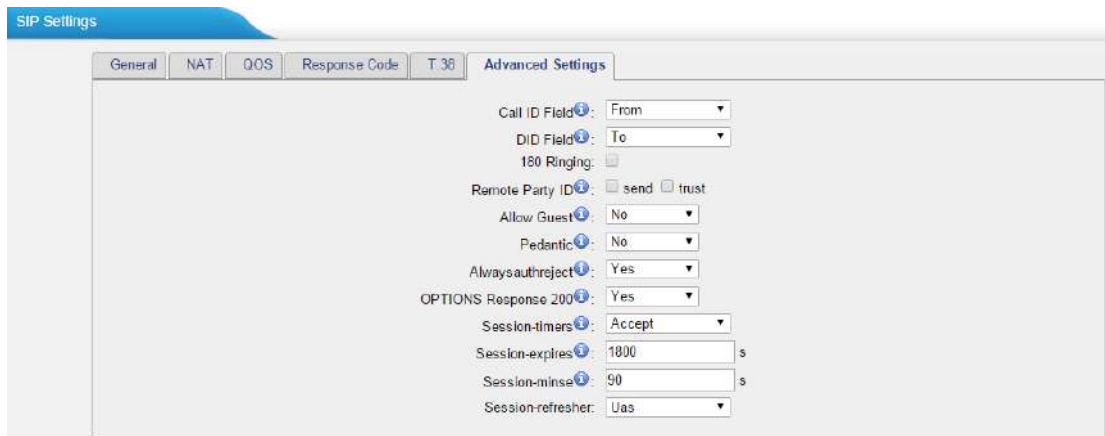 SIP Settings
General NAT QOS Response Code T 38 Advanced Settings
Call ID Field: From
DID Field: To
180 Ringing:
Remote Party ID: send trust
Allow Guest: No
Pedantic: No
Alwaysauthreject: Yes
OPTIONS Response 200: Yes
Session-timers: Accept
Session-expires: 1800 s
Session-minse: 90 s
Session-refresher: Uas